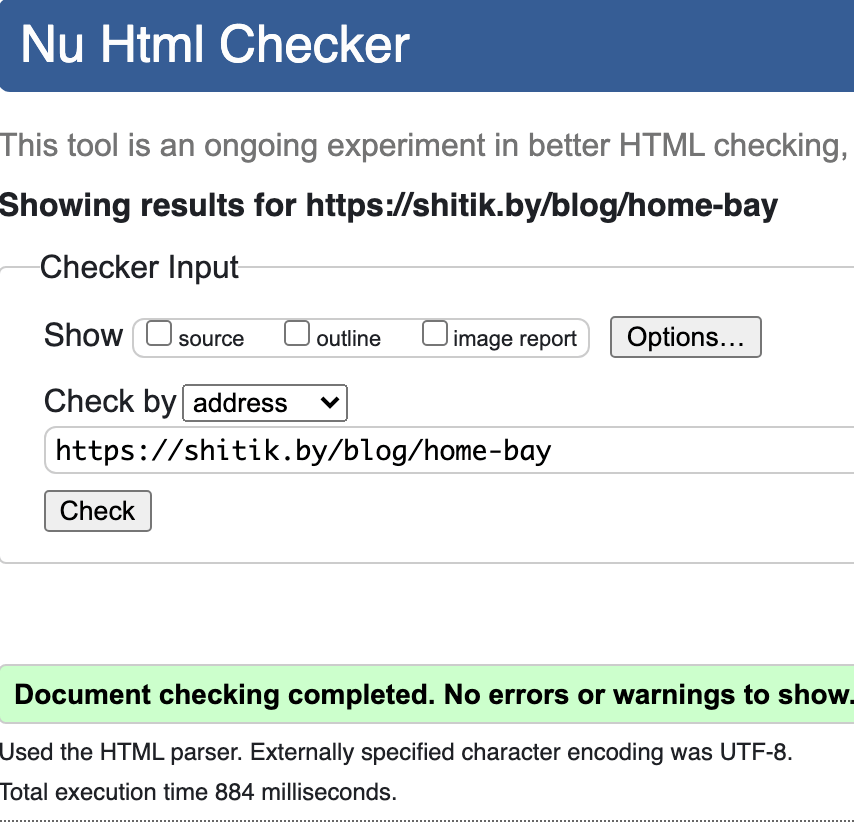 Nu Html Checker
This tool is an ongoing experiment in better HTML checking,
Showing results for https://shitik.by/blog/home-bay
Checker Input
Show source outline image report Options…
Check by address
https://shitik.by/blog/home-bay
Check
Document checking completed. No errors or warnings to show.
Used the HTML parser. Externally specified character encoding was UTF-8.
Total execution time 884 milliseconds.